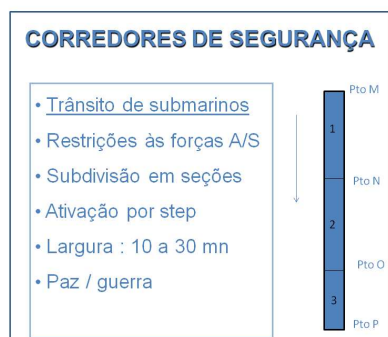 CORREDORES DE SEGURANÇA
• Trânsito de submarinos
• Restrições às forças A/S
• Subdivisão em seções
• Ativação por step
• Largura : 10 a 30 mn
• Paz / guerra
Pto M
1
Pto N
2
Pto O
3
Pto P